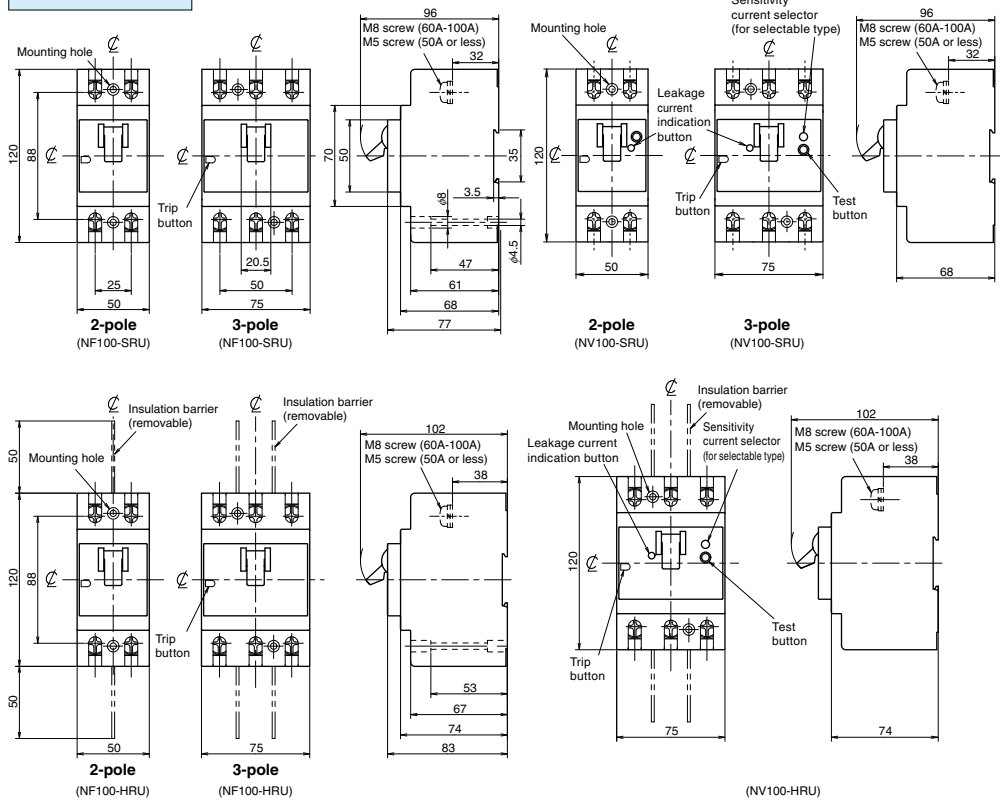 96
M8 screw (60A-100A)
M5 screw (50A or less)
32
Mounting hole
120
88
Trip
button
25
50
2-pole
(NF100-SRU)
20.5
50
75
3-pole
(NF100-SRU)
70
50
35
3.5
φ8
φ4.5
47
61
68
77
Sensitivity
current selector
(for selectable type)
Mounting hole
Leakage
current
indication
button
120
Trip
button
Test
button
50
2-pole
(NV100-SRU)
75
3-pole
(NV100-SRU)
96
M8 screw (60A-100A)
M5 screw (50A or less)
32
68
Insulation barrier
(removable)
Mounting hole
50
120
88
50
Trip
button
50
2-pole
(NF100-HRU)
Insulation barrier
(removable)
75
3-pole
(NF100-HRU)
102
M8 screw (60A-100A)
M5 screw (50A or less)
38
53
67
74
83
Insulation barrier
(removable)
Mounting hole
Leakage current
indication button
Sensitivity
current selector
(for selectable type)
120
Trip
button
Test
button
75
102
M8 screw (60A-100A)
M5 screw (50A or less)
38
74
(NV100-HRU)